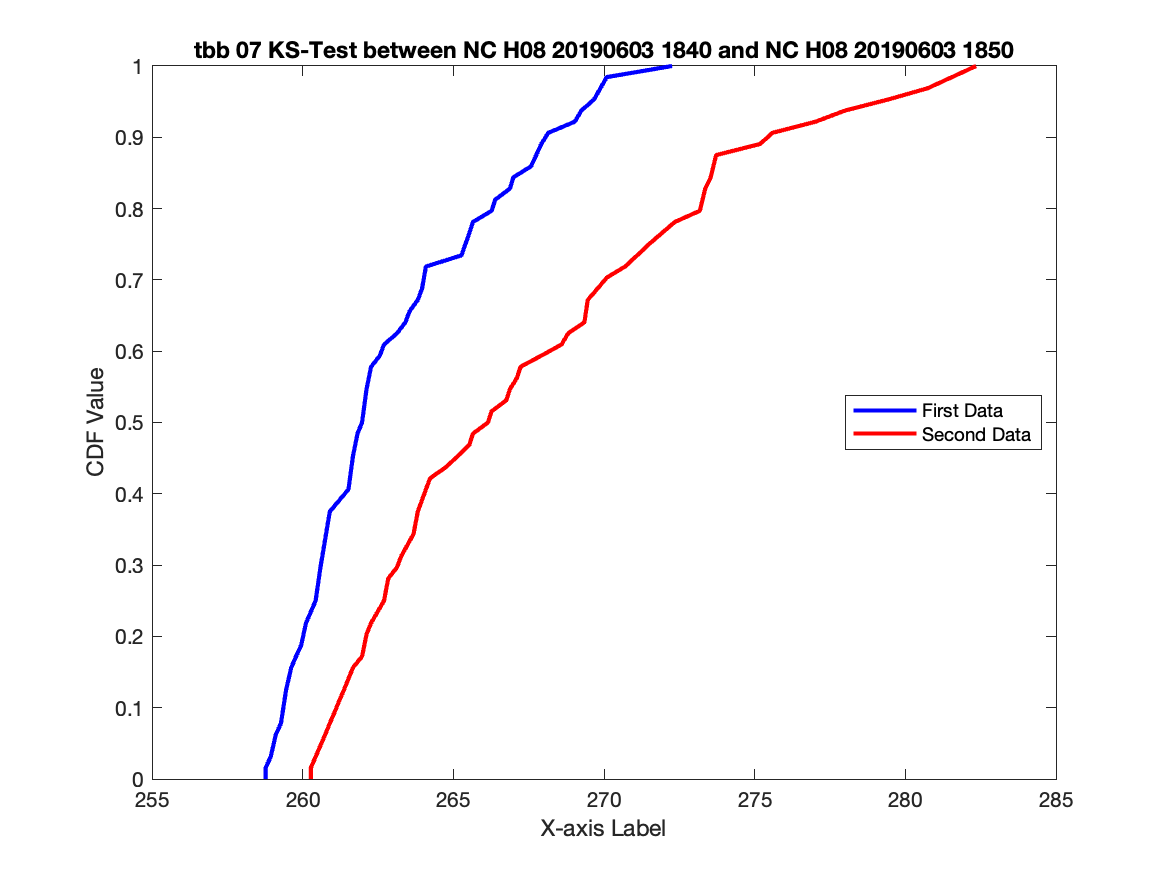 tbb 07 KS-Test between NC H08 20190603 1840 and NC H08 20190603 1850
1
0.9
0.8
0.7
0.6
0.5
0.4
0.3
0.2
0.1
0
CDF Value
First Data
Second Data
255 260 265 270 275 280 285
X-axis Label